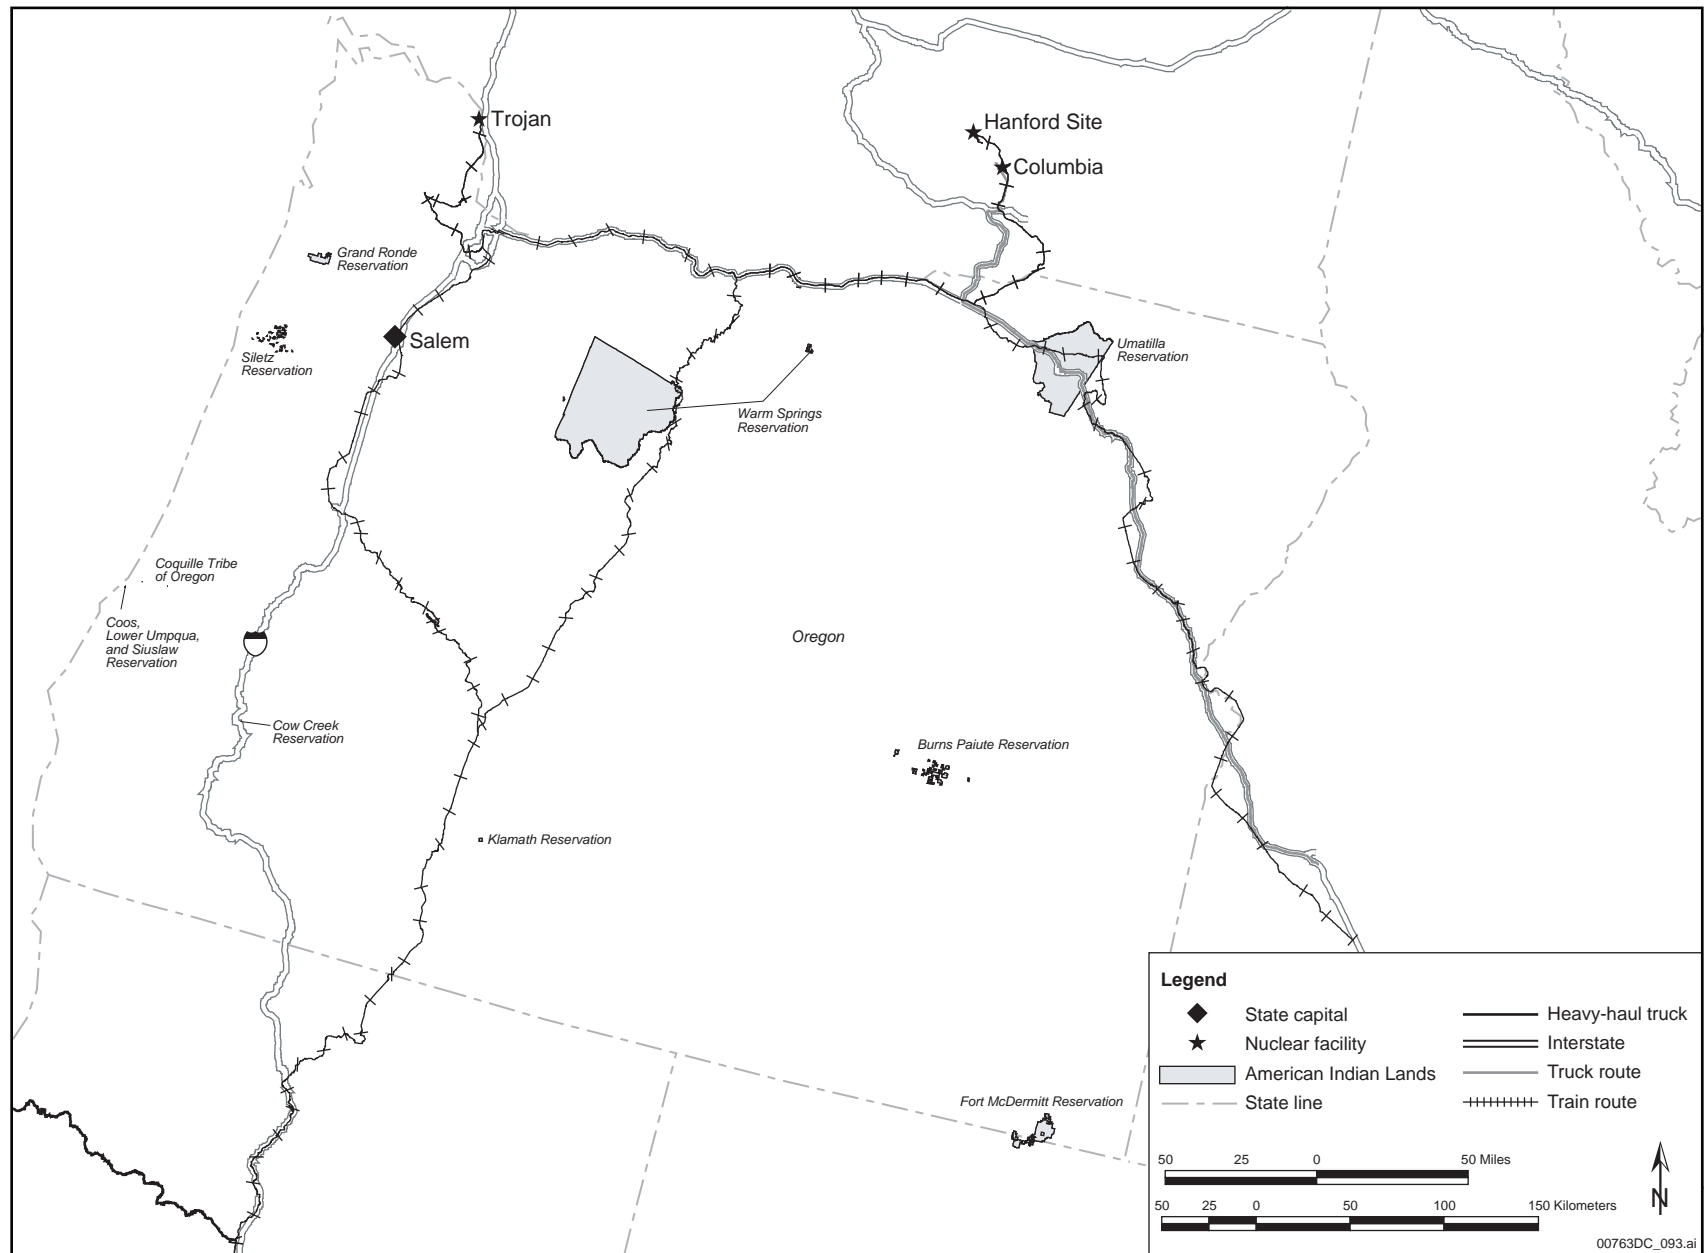 Trojan
Hanford Site
Columbia
Grand Ronde
Reservation
Salem
Siletz
Reservation
Umatilla
Reservation
Warm Springs
Reservation
Coquille Tribe
of Oregon
Coos,
Lower Umpqua,
and Siuslaw
Reservation
Oregon
Cow Creek
Reservation
Burns Paiute Reservation
Klamath Reservation
Fort McDermitt Reservation
Legend
State capital
Nuclear facility
American Indian Lands
State line
Heavy-haul truck
Interstate
Truck route
Train route
50 25 0 50 Miles
50 25 0 50 100 150 Kilometers
N
00763DC_093.ai